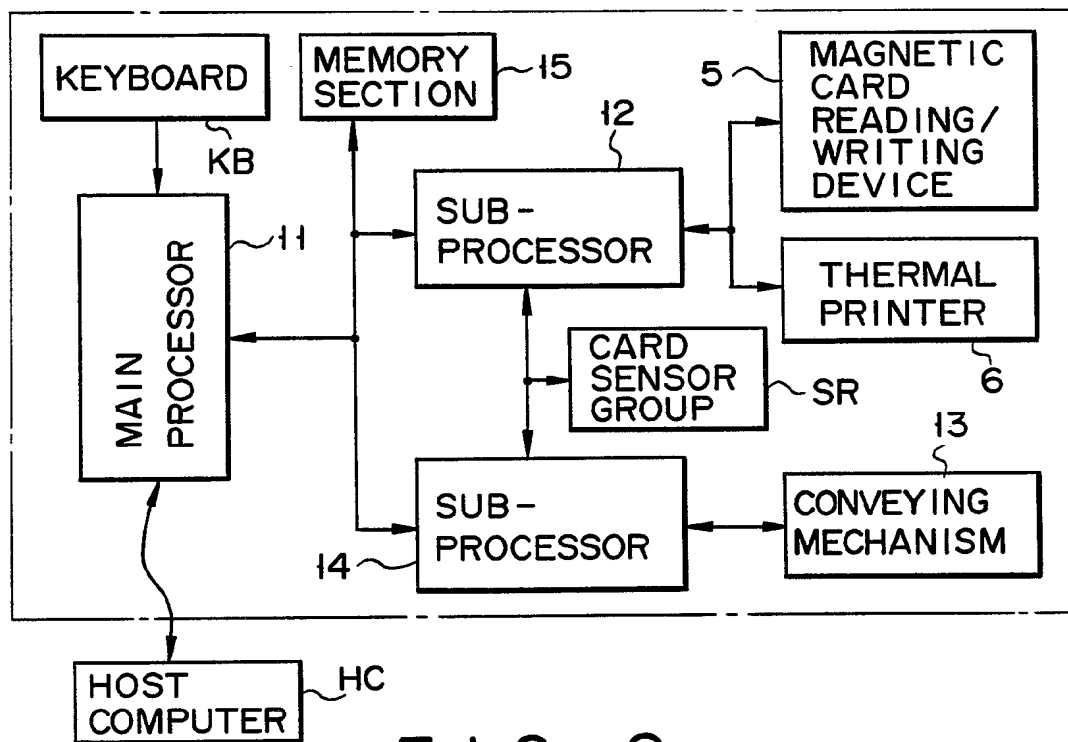 KEYBOARD
KB
MEMORY
SECTION
15
12
5
MAGNETIC
CARD
READING/
WRITING
DEVICE
MAIN
PROCESSOR
11
SUB-
PROCESSOR
THERMAL
PRINTER
6
CARD
SENSOR
GROUP
SR
SUB-
PROCESSOR
14
13
CONVEYING
MECHANISM
HOST
COMPUTER
HC